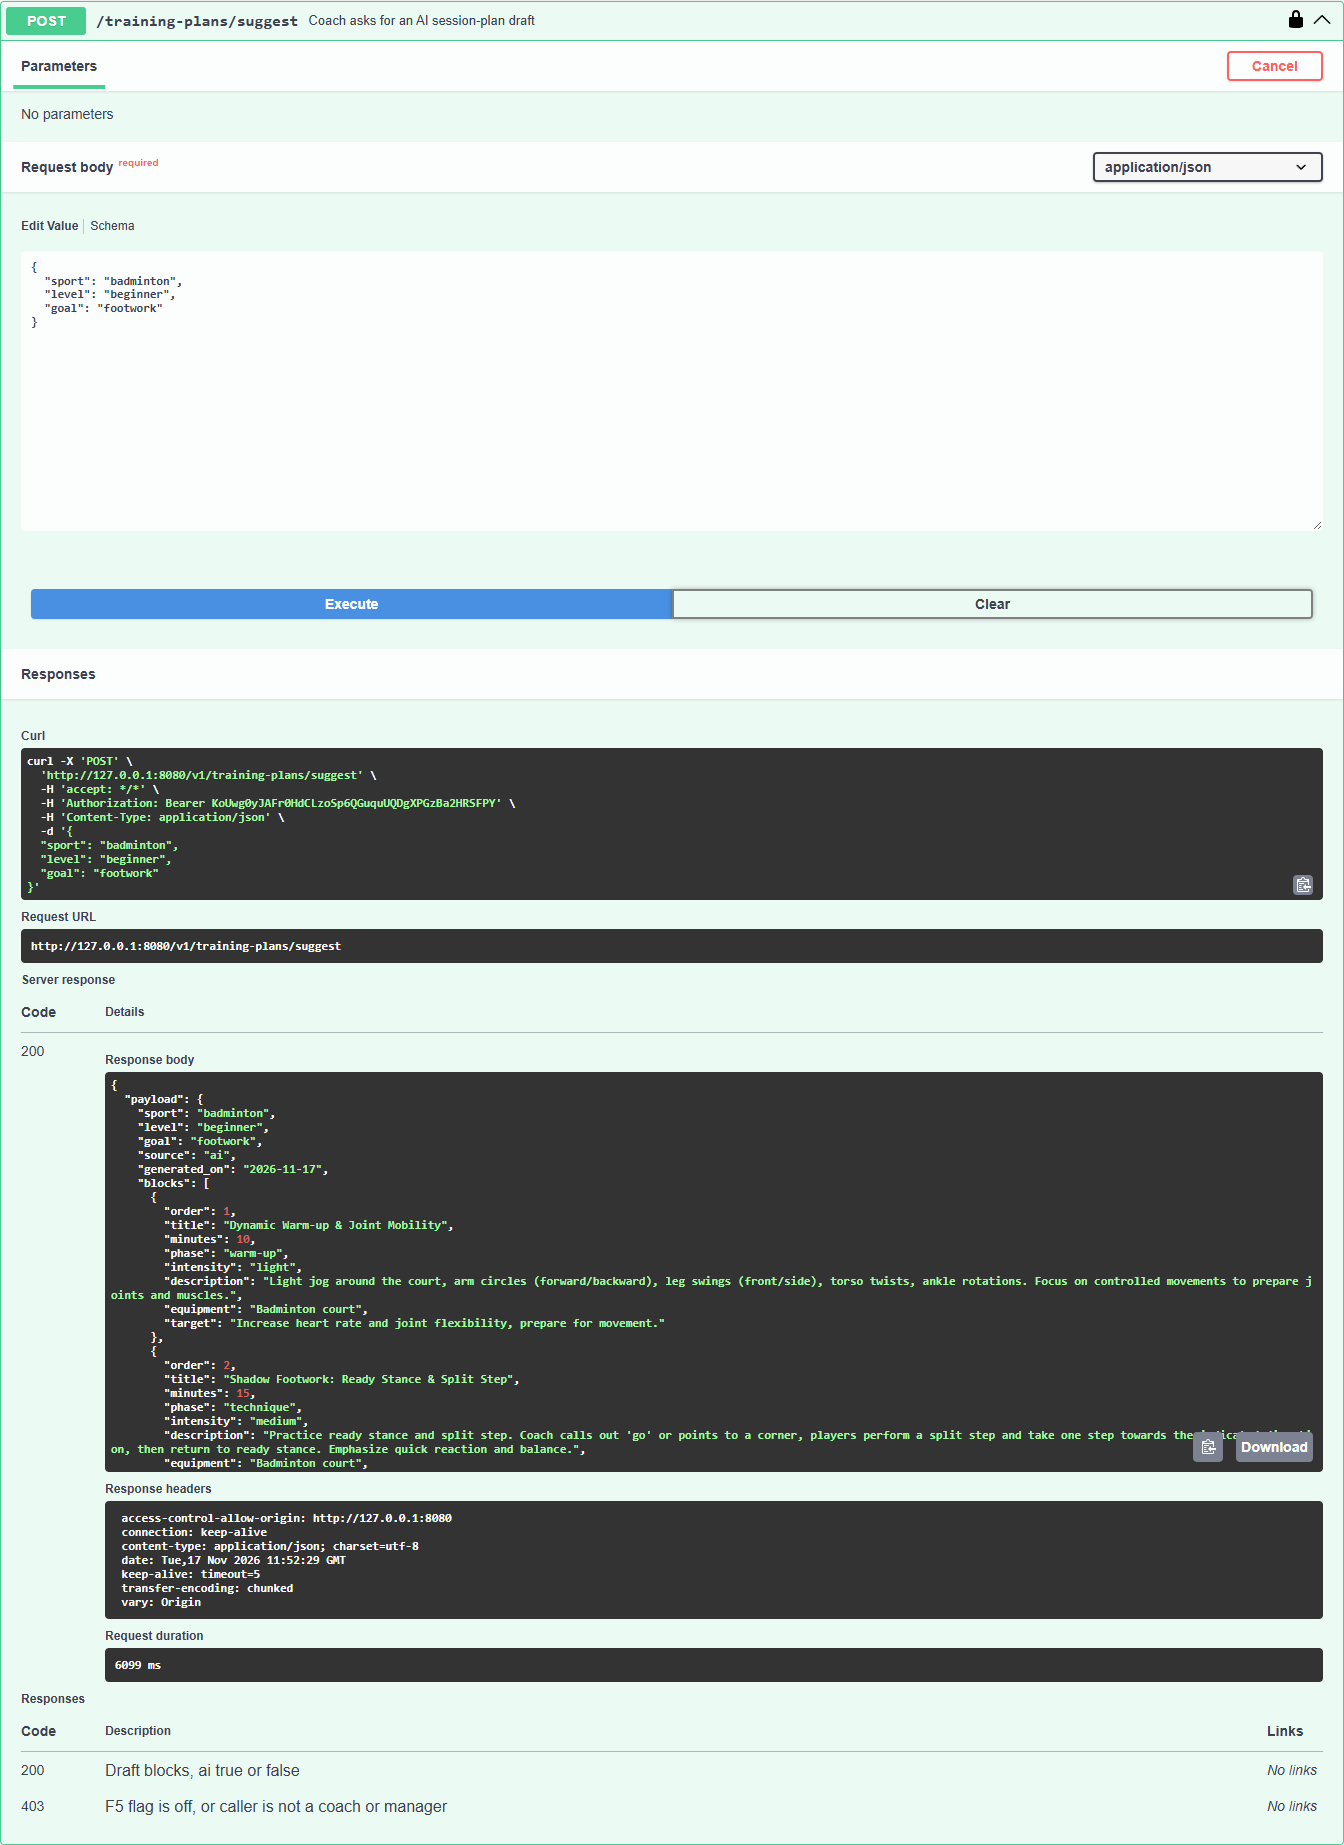 POST /training-plans/suggest Coach asks for an AI session-plan draft
Parameters
Cancel
No parameters
Request body required
application/json
Edit Value | Schema
{
  "sport": "badminton",
  "level": "beginner",
  "goal": "footwork"
}
Execute
Clear
Responses
Curl
curl -X 'POST' \
  'http://127.0.0.1:8080/v1/training-plans/suggest' \
  -H 'accept: */*' \
  -H 'Authorization: Bearer KoUwg0yJAFr0HdCLzoSp6QGuquUQDgXPGzBa2HRSFPY' \
  -H 'Content-Type: application/json' \
  -d '{
  "sport": "badminton",
  "level": "beginner",
  "goal": "footwork"
}'
Request URL
http://127.0.0.1:8080/v1/training-plans/suggest
Server response
Code Details
200
Response body
{
  "payload": {
    "sport": "badminton",
    "level": "beginner",
    "goal": "footwork",
    "source": "ai",
    "generated_on": "2026-11-17",
    "blocks": [
      {
        "order": 1,
        "title": "Dynamic Warm-up & Joint Mobility",
        "minutes": 10,
        "phase": "warm-up",
        "intensity": "light",
        "description": "Light jog around the court, arm circles (forward/backward), leg swings (front/side), torso twists, ankle rotations. Focus on controlled movements to prepare j
oints and muscles.",
        "equipment": "Badminton court",
        "target": "Increase heart rate and joint flexibility, prepare for movement."
      },
      {
        "order": 2,
        "title": "Shadow Footwork: Ready Stance & Split Step",
        "minutes": 15,
        "phase": "technique",
        "intensity": "medium",
        "description": "Practice ready stance and split step. Coach calls out 'go' or points to a corner, players perform a split step and take one step towards the
on, then return to ready stance. Emphasize quick reaction and balance.",
        "equipment": "Badminton court",
Download
Response headers
access-control-allow-origin: http://127.0.0.1:8080
connection: keep-alive
content-type: application/json; charset=utf-8
date: Tue,17 Nov 2026 11:52:29 GMT
keep-alive: timeout=5
transfer-encoding: chunked
vary: Origin
Request duration
6099 ms
Responses
Code Description Links
200 Draft blocks, ai true or false No links
403 F5 flag is off, or caller is not a coach or manager No links